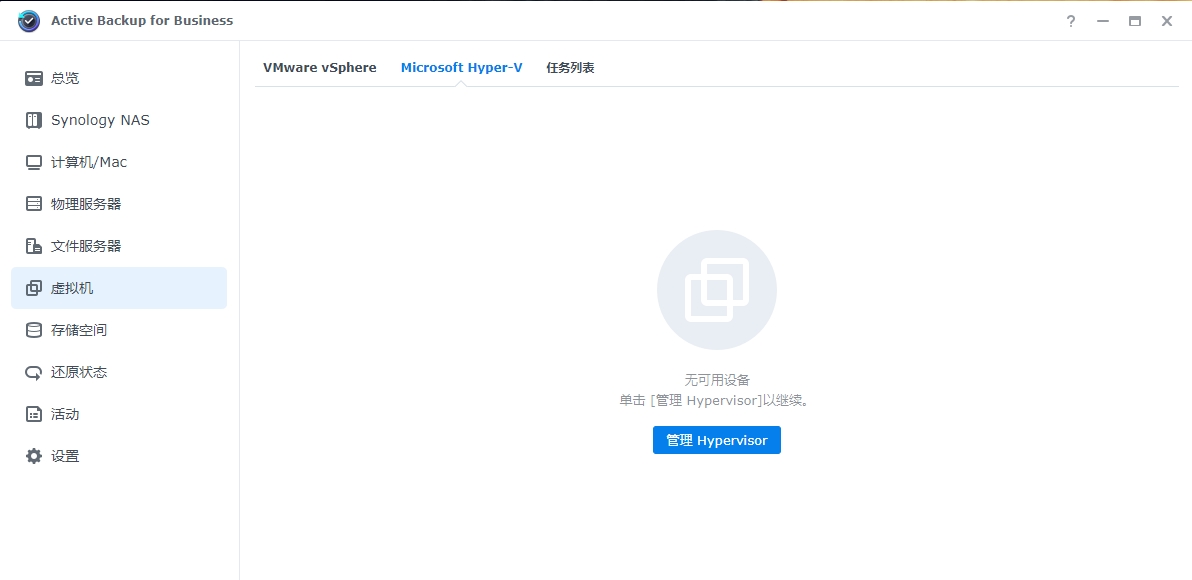 Active Backup for Business
?
总览
Synology NAS
计算机/Mac
物理服务器
文件服务器
虚拟机
存储空间
还原状态
活动
设置
VMware vSphere Microsoft Hyper-V 任务列表
无可用设备
单击 [管理 Hypervisor]以继续。
管理 Hypervisor